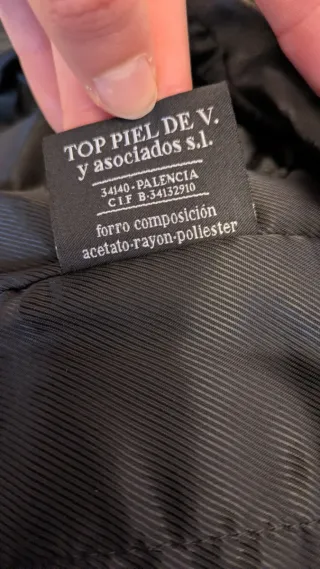 TOP PIEL DE V.
y asociados s.l.
34140-PALENCIA
CIF B-34132910
forro composición
acetato-rayon-poliester